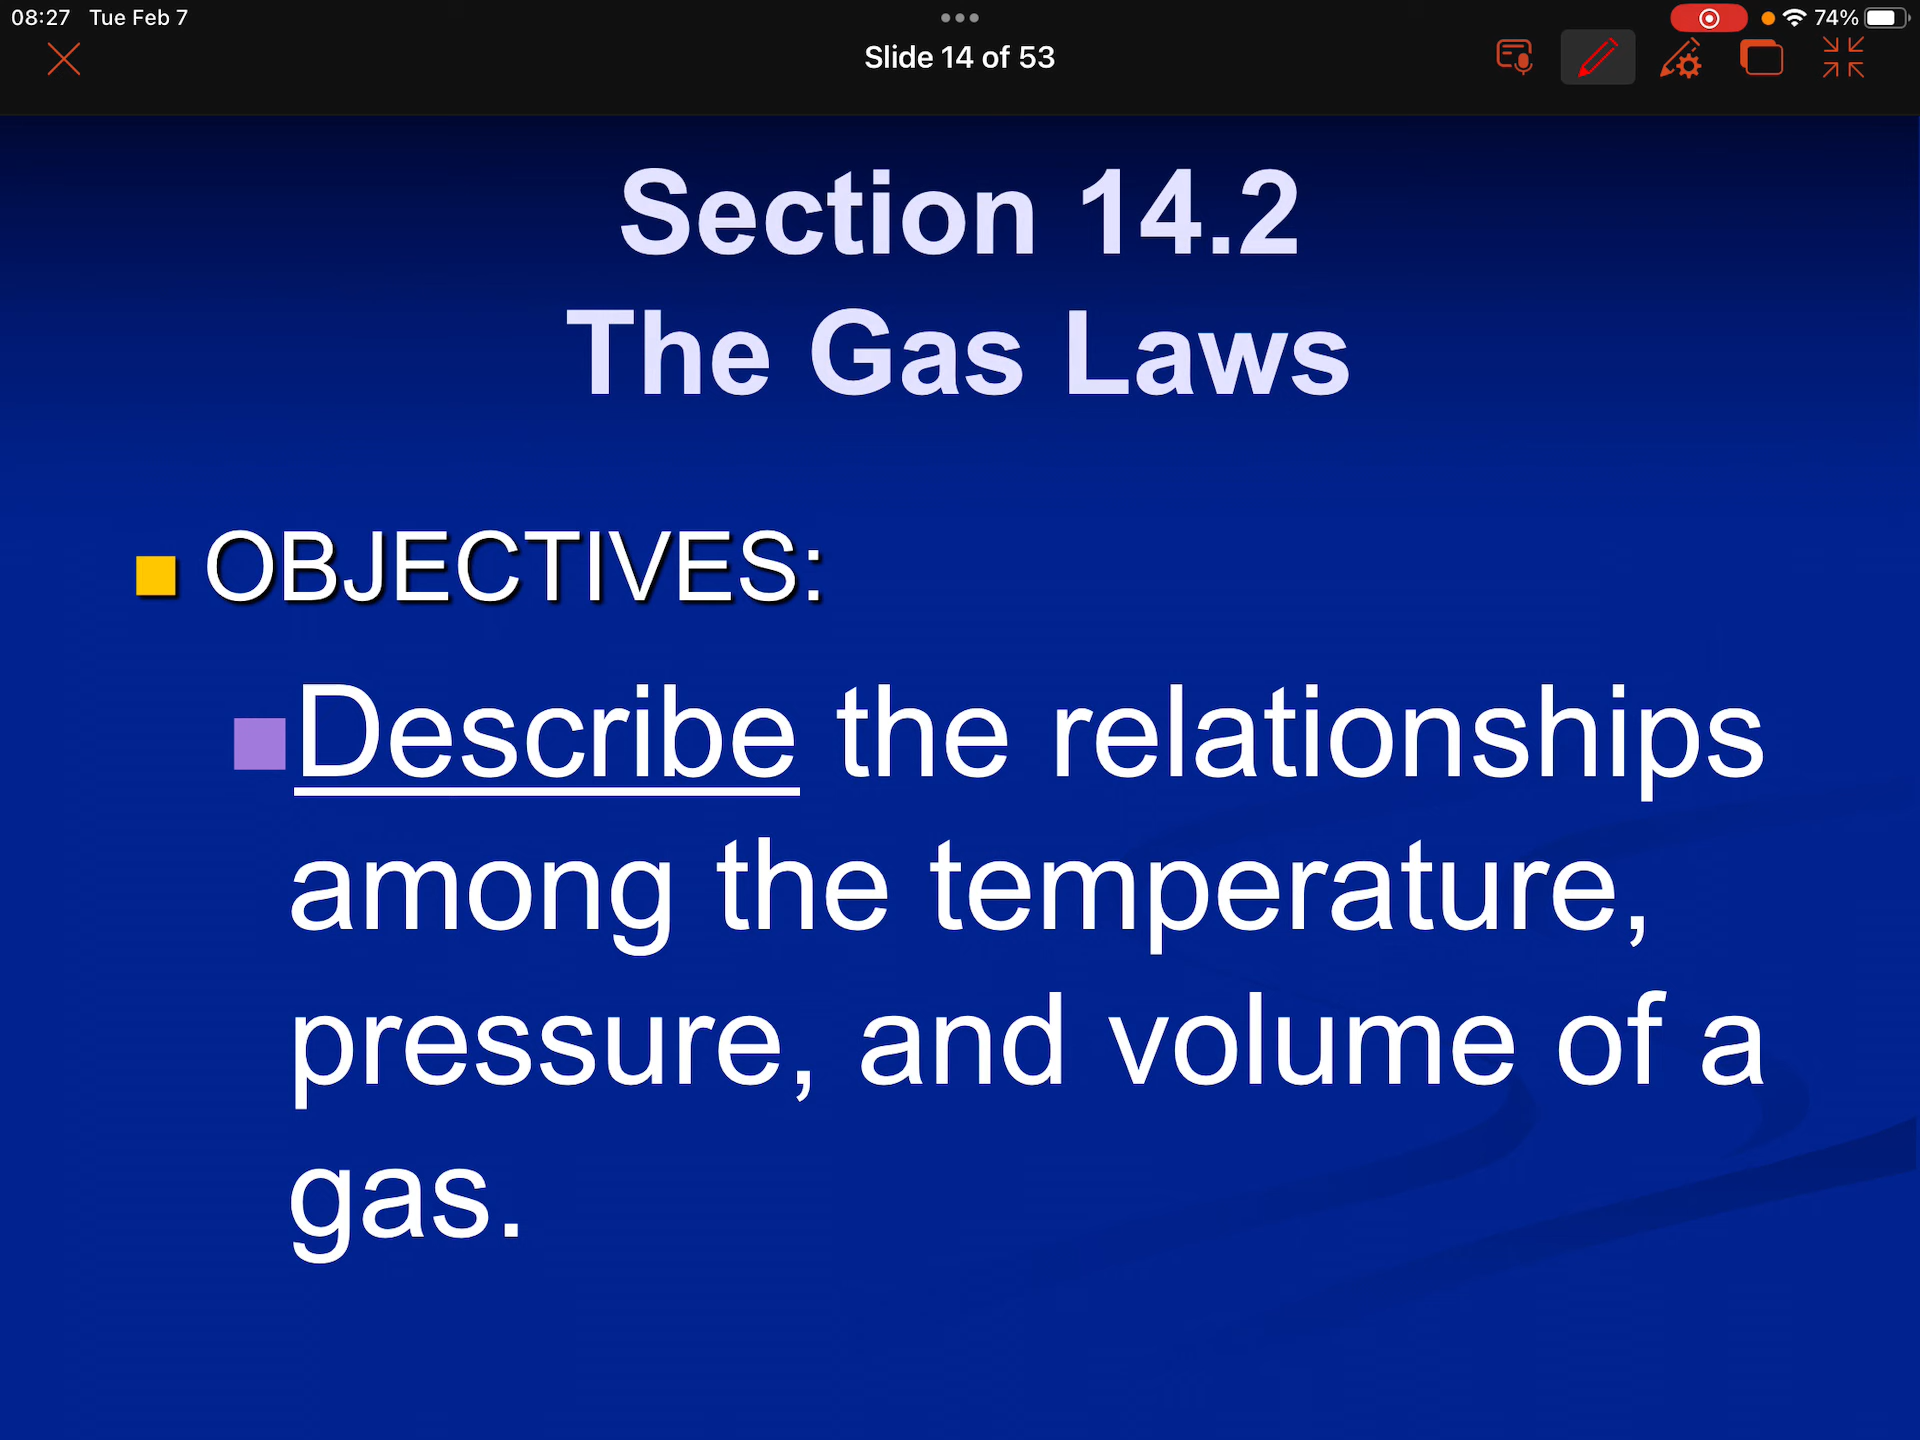 08:27 Tue Feb 7
74%
Slide 14 of 53
Section 14.2
The Gas Laws
OBJECTIVES:
Describe the relationships
among the temperature,
pressure, and volume of a
gas.